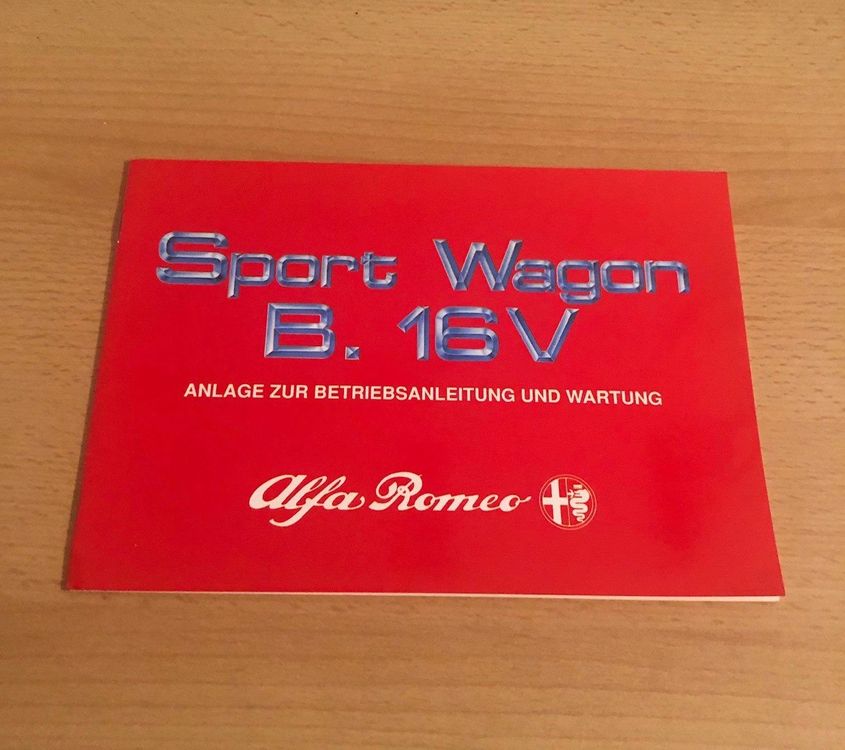 Sport Wagon
B. 16V
ANLAGE ZUR BETRIEBSANLEITUNG UND WARTUNG
Alfa Romeo